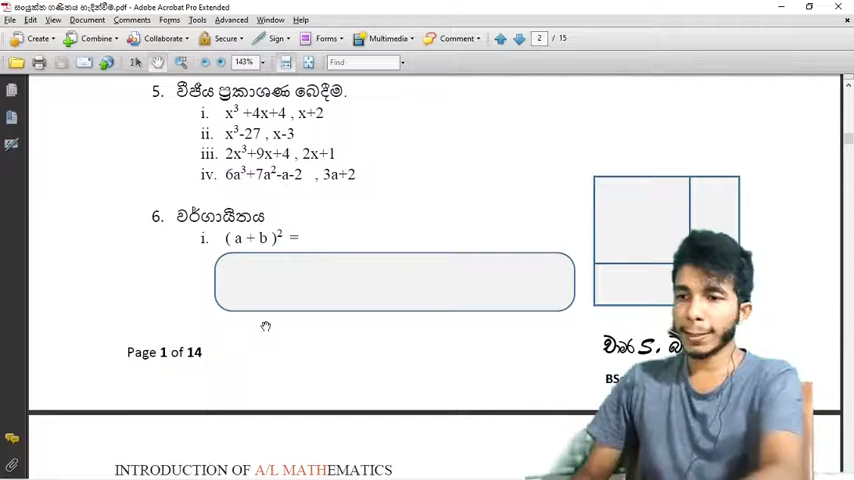 සංයුක්ත ගණිතය හැදින්වීම.pdf - Adobe Acrobat Pro Extended
File Edit View Document Comments Forms Tools Advanced Window Help
Create Combine Collaborate Secure Sign Forms Multimedia Comment 2 / 15
143% Find
5. වීජීය ප්‍රකාශණ බෙදීම.
i. x³ +4x+4 , x+2
ii. x³-27 , x-3
iii. 2x³+9x+4 , 2x+1
iv. 6a³+7a²-a-2 , 3a+2
6. වර්ගායිතය
i. ( a + b )² =
Page 1 of 14
චාමර S.
BS
INTRODUCTION OF A/L MATHEMATICS